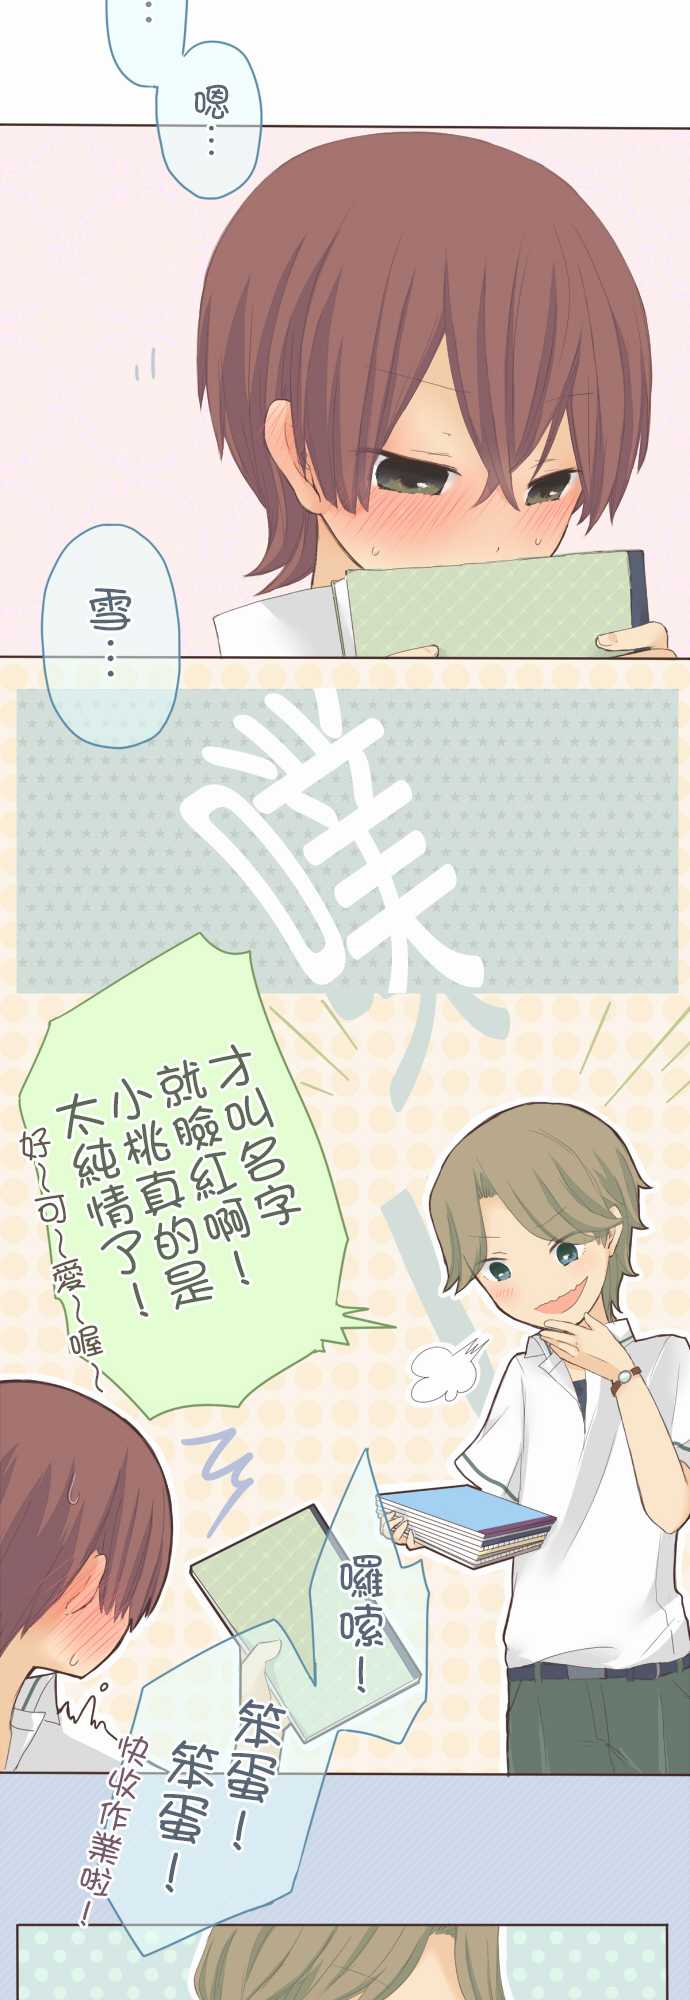 ⋯
嗯⋯
雪⋯
噗
才叫名字
就臉紅啊！
小桃真的是
太純情了！
好～可～愛～喔～
囉嗦！
笨蛋！
笨蛋！
快收作業啦！